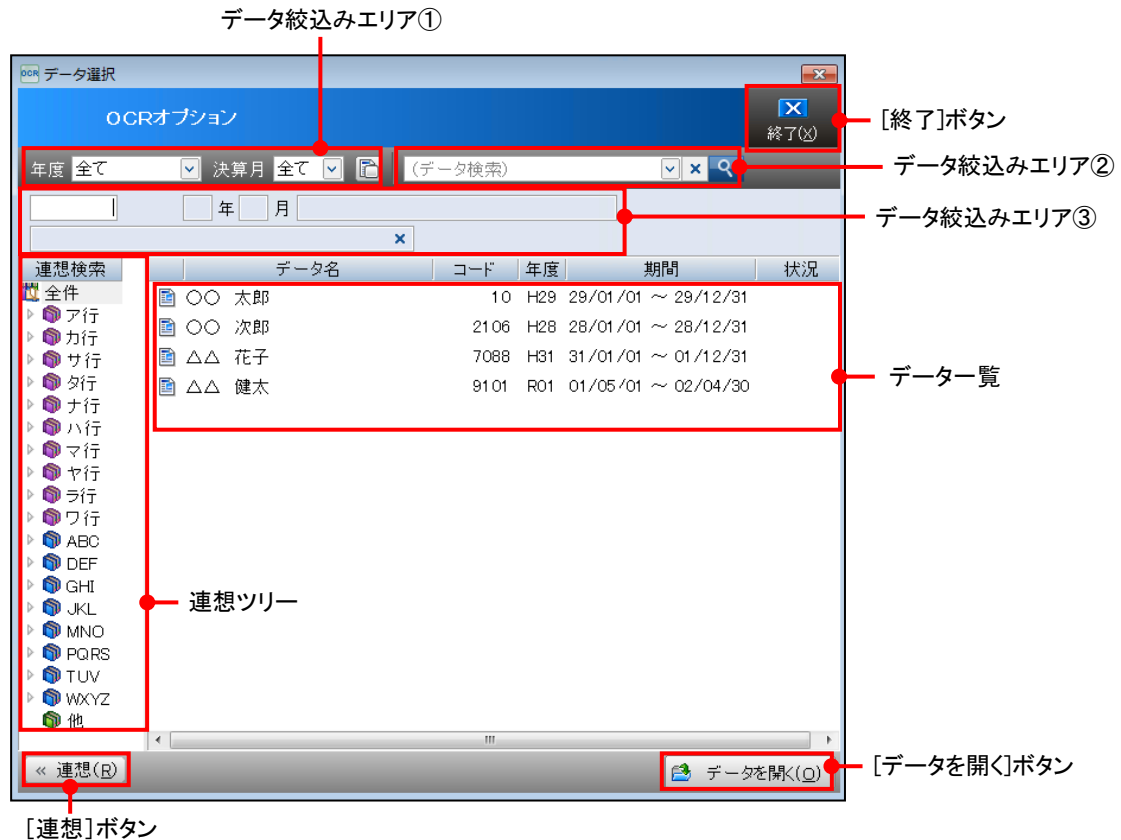 データ絞込みエリア①
OCR データ選択
OCRオプション
終了(X)
[終了]ボタン
年度 全て 決算月 全て (データ検索)
データ絞込みエリア②
年 月
データ絞込みエリア③
連想検索 データ名 コード 年度 期間 状況
全件
ア行
カ行
サ行
タ行
ナ行
ハ行
マ行
ヤ行
ラ行
ワ行
ABC
DEF
GHI
JKL
MNO
PQRS
TUV
WXYZ
他
○○ 太郎 10 H29 29/01/01 ~ 29/12/31
○○ 次郎 2106 H28 28/01/01 ~ 28/12/31
△△ 花子 7088 H31 31/01/01 ~ 01/12/31
△△ 健太 9101 R01 01/05/01 ~ 02/04/30
データ一覧
連想ツリー
« 連想(R)
データを開く(O)
[データを開く]ボタン
[連想]ボタン